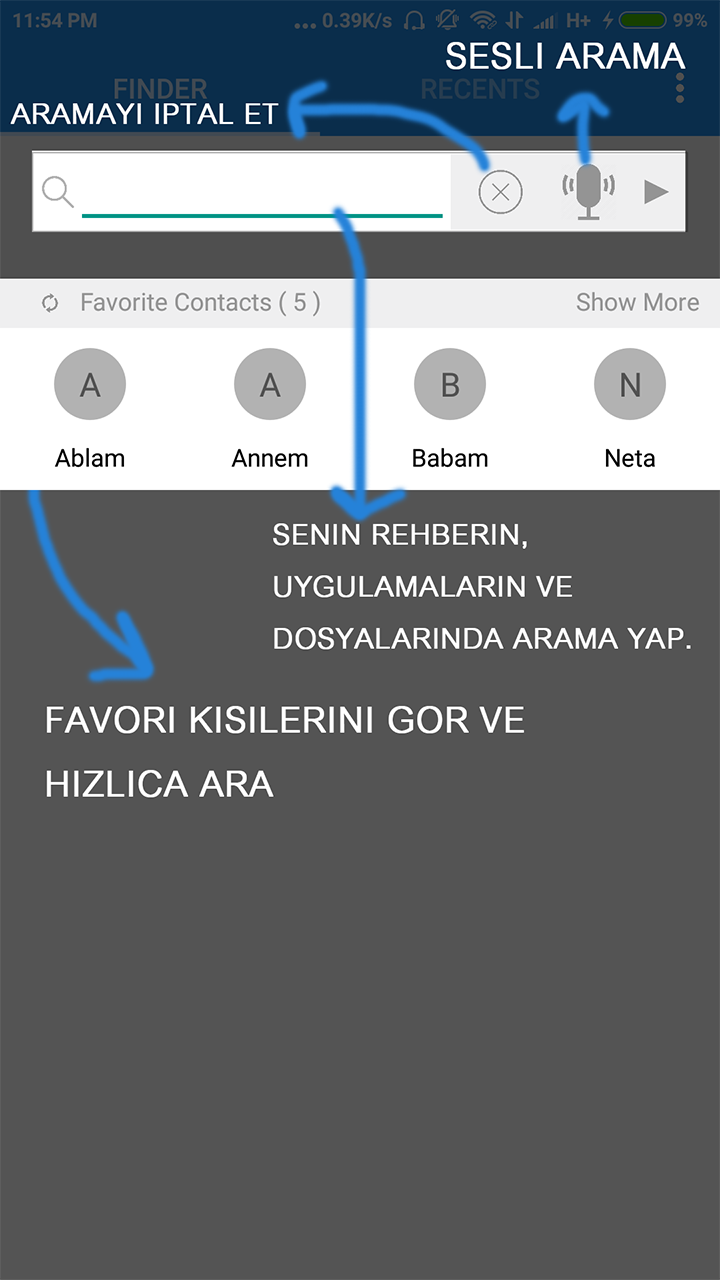 11:54 PM ... 0.39K/s H+ 99%
SESLI ARAMA
FINDER RECENTS
ARAMAYI IPTAL ET
Favorite Contacts ( 5 ) Show More
A A B N
Ablam Annem Babam Neta
SENIN REHBERIN,
UYGULAMALARIN VE
DOSYALARINDA ARAMA YAP.
FAVORI KISILERINI GOR VE
HIZLICA ARA